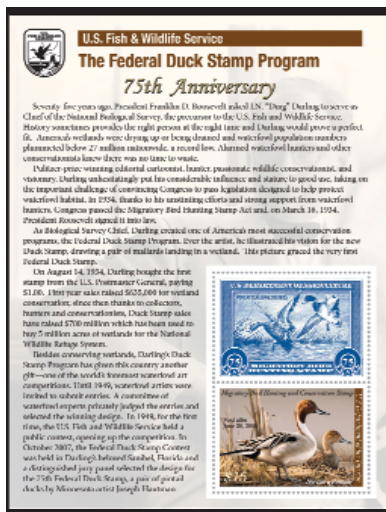 U.S. Fish & Wildlife Service
The Federal Duck Stamp Program
75th Anniversary
Seventy-five years ago, President Franklin D. Roosevelt asked J.N. "Ding" Darling to serve as
Chief of the National Biological Survey, the precursor to the U.S. Fish and Wildlife Service.
History sometimes provides the right person at the right time and Darling would prove a perfect
fit. America's wetlands were drying up or being drained and waterfowl population numbers
plummeted below 27 million nationwide, a record low. Alarmed waterfowl hunters and other
conservationists knew there was no time to waste.
Pulitzer-prize winning editorial cartoonist, hunter, passionate wildlife conservationist, and
visionary, Darling unhesitatingly put his considerable influence and stature to good use, taking on
the important challenge of convincing Congress to pass legislation designed to help protect
waterfowl habitat. In 1934, thanks to his unstinting efforts and strong support from waterfowl
hunters, Congress passed the Migratory Bird Hunting Stamp Act and, on March 16, 1934,
President Roosevelt signed it into law.
As Biological Survey Chief, Darling created one of America's most successful conservation
programs, the Federal Duck Stamp Program. Ever the artist, he illustrated his vision for the new
Duck Stamp, drawing a pair of mallards landing in a wetland. This picture graced the very first
Federal Duck Stamp.
On August 14, 1934, Darling bought the first
stamp from the U.S. Postmaster General, paying
$1.00. First year sales raised $635,000 for wetland
conservation; since then thanks to collectors,
hunters and conservationists, Duck Stamp sales
have raised $700 million which has been used to
buy 5 million acres of wetlands for the National
Wildlife Refuge System.
Besides conserving wetlands, Darling's Duck
Stamp Program has given this country another
gift—one of the world's foremost waterfowl art
competitions. Until 1949, waterfowl artists were
invited to submit entries. A committee of
waterfowl experts privately judged the entries and
selected the winning design. In 1949, for the first
time, the U.S. Fish and Wildlife Service held a
public contest, opening up the competition. In
October 2007, the Federal Duck Stamp Contest
was held in Darling's beloved Sanibel, Florida and
a distinguished jury panel selected the design for
the 75th Federal Duck Stamp, a pair of pintail
ducks by Minnesota artist Joseph Hautman.
U.S. DEPARTMENT OF AGRICULTURE
75 75
MIGRATORY BIRD
HUNTING STAMP
Migratory Bird Hunting and Conservation Stamp
Void after
June 30, 2009